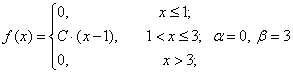 f(x) = { 0, x ≤ 1;
C · (x − 1), 1 < x ≤ 3; α = 0, β = 3
0, x > 3;